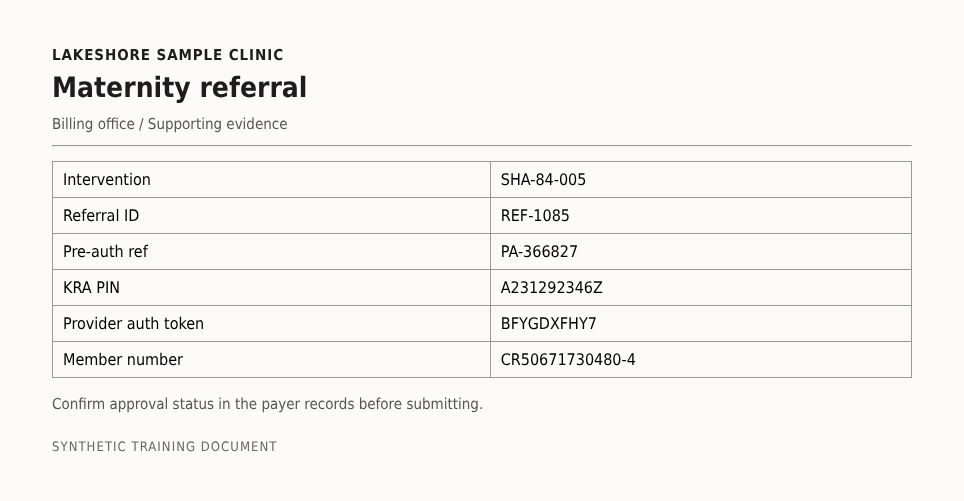 LAKESHORE SAMPLE CLINIC
Maternity referral
Billing office / Supporting evidence
Intervention SHA-84-005
Referral ID REF-1085
Pre-auth ref PA-366827
KRA PIN A231292346Z
Provider auth token BFYGDXFHY7
Member number CR50671730480-4
Confirm approval status in the payer records before submitting.
SYNTHETIC TRAINING DOCUMENT